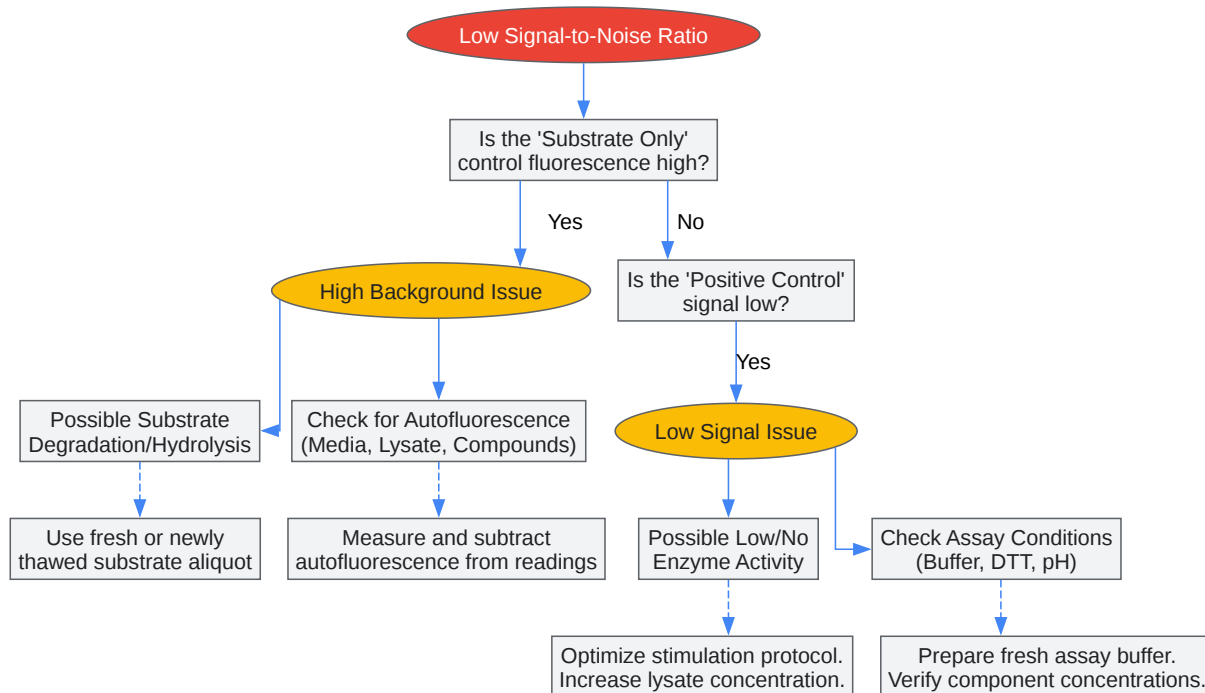 Low Signal-to-Noise Ratio
Is the 'Substrate Only'
control fluorescence high?
Yes
No
High Background Issue
Is the 'Positive Control'
signal low?
Yes
Possible Substrate
Degradation/Hydrolysis
Check for Autofluorescence
(Media, Lysate, Compounds)
Low Signal Issue
Use fresh or newly
thawed substrate aliquot
Measure and subtract
autofluorescence from readings
Possible Low/No
Enzyme Activity
Check Assay Conditions
(Buffer, DTT, pH)
Optimize stimulation protocol.
Increase lysate concentration.
Prepare fresh assay buffer.
Verify component concentrations.